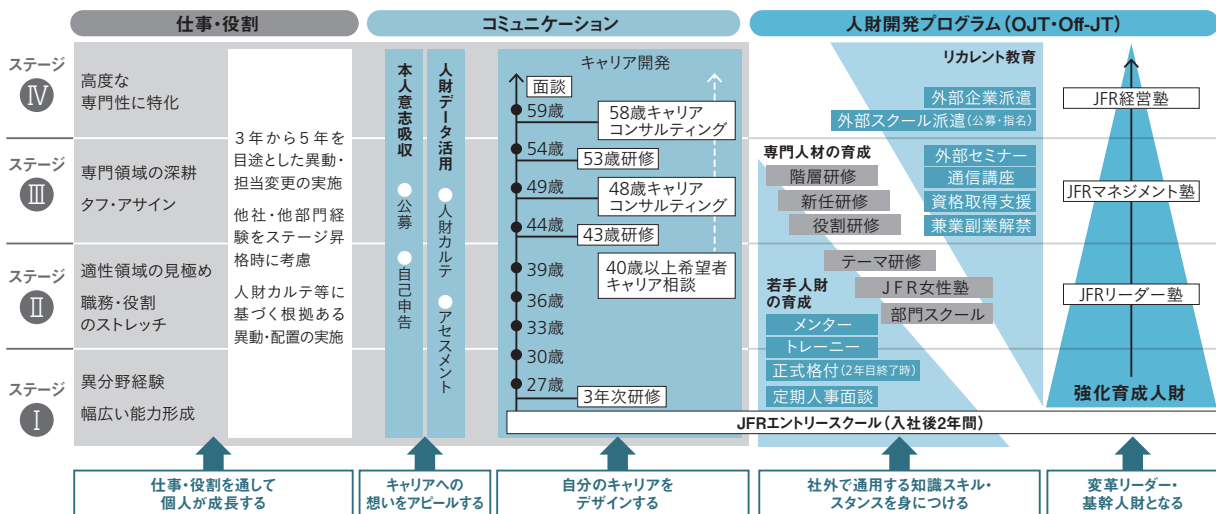 仕事・役割
コミュニケーション
人財開発プログラム（OJT・Off-JT）
ステージ
Ⅳ
高度な
専門性に特化
ステージ
Ⅲ
専門領域の深耕
タフ・アサイン
ステージ
Ⅱ
適性領域の見極め
職務・役割
のストレッチ
ステージ
Ⅰ
異分野経験
幅広い能力形成
3年から5年を
目途とした異動・
担当変更の実施
他社・他部門経
験をステージ昇
格時に考慮
人財カルテ等に
基づく根拠ある
異動・配置の実施
本人意志吸収
公募
自己申告
人財データ活用
人財カルテ
アセスメント
キャリア開発
面談
59歳
58歳キャリア
コンサルティング
54歳
53歳研修
49歳
48歳キャリア
コンサルティング
44歳
43歳研修
39歳
40歳以上希望者
キャリア相談
36歳
33歳
30歳
27歳
3年次研修
JFRエントリースクール（入社後2年間）
リカレント教育
外部企業派遣
外部スクール派遣（公募・指名）
外部セミナー
通信講座
資格取得支援
兼業副業解禁
専門人材の育成
階層研修
新任研修
役割研修
テーマ研修
JFR女性塾
部門スクール
若手人財
の育成
メンター
トレーニー
正式格付（2年目終了時）
定期人事面談
JFR経営塾
JFRマネジメント塾
JFRリーダー塾
強化育成人財
仕事・役割を通して
個人が成長する
キャリアへの
想いをアピールする
自分のキャリアを
デザインする
社外で通用する知識スキル・
スタンスを身につける
変革リーダー・
基幹人財となる